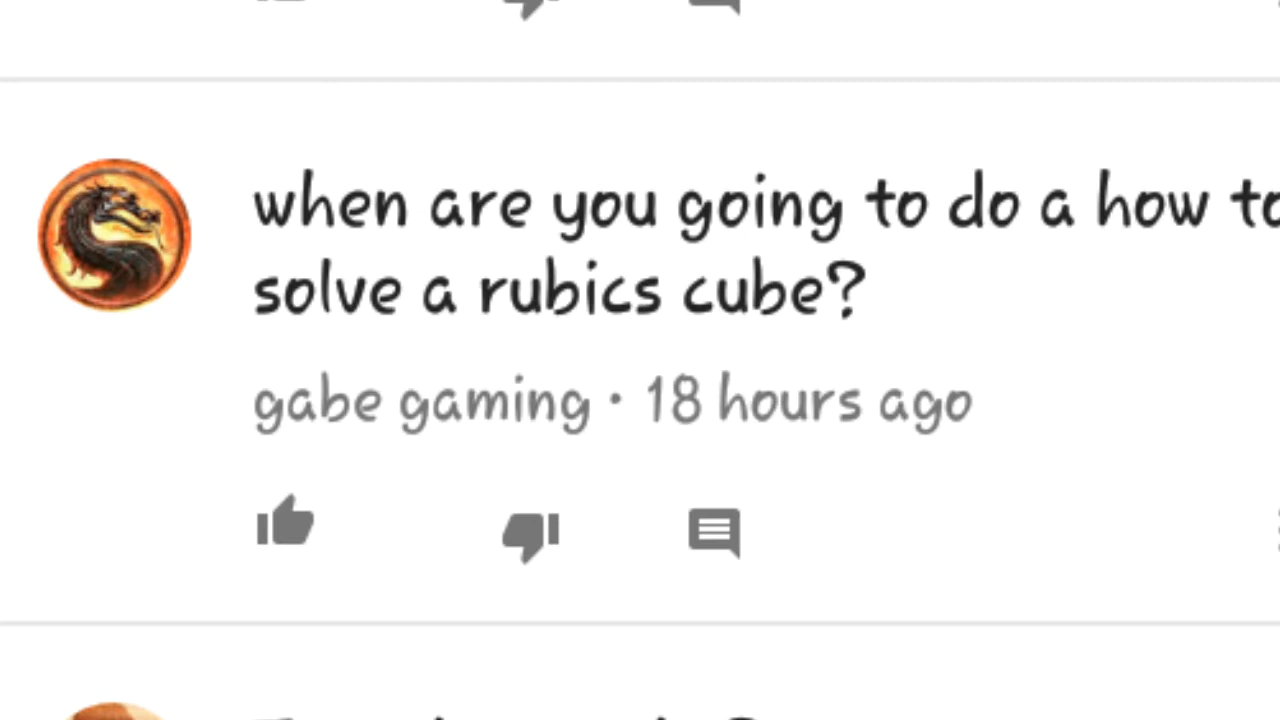 when are you going to do a how to
solve a rubics cube?
gabe gaming • 18 hours ago